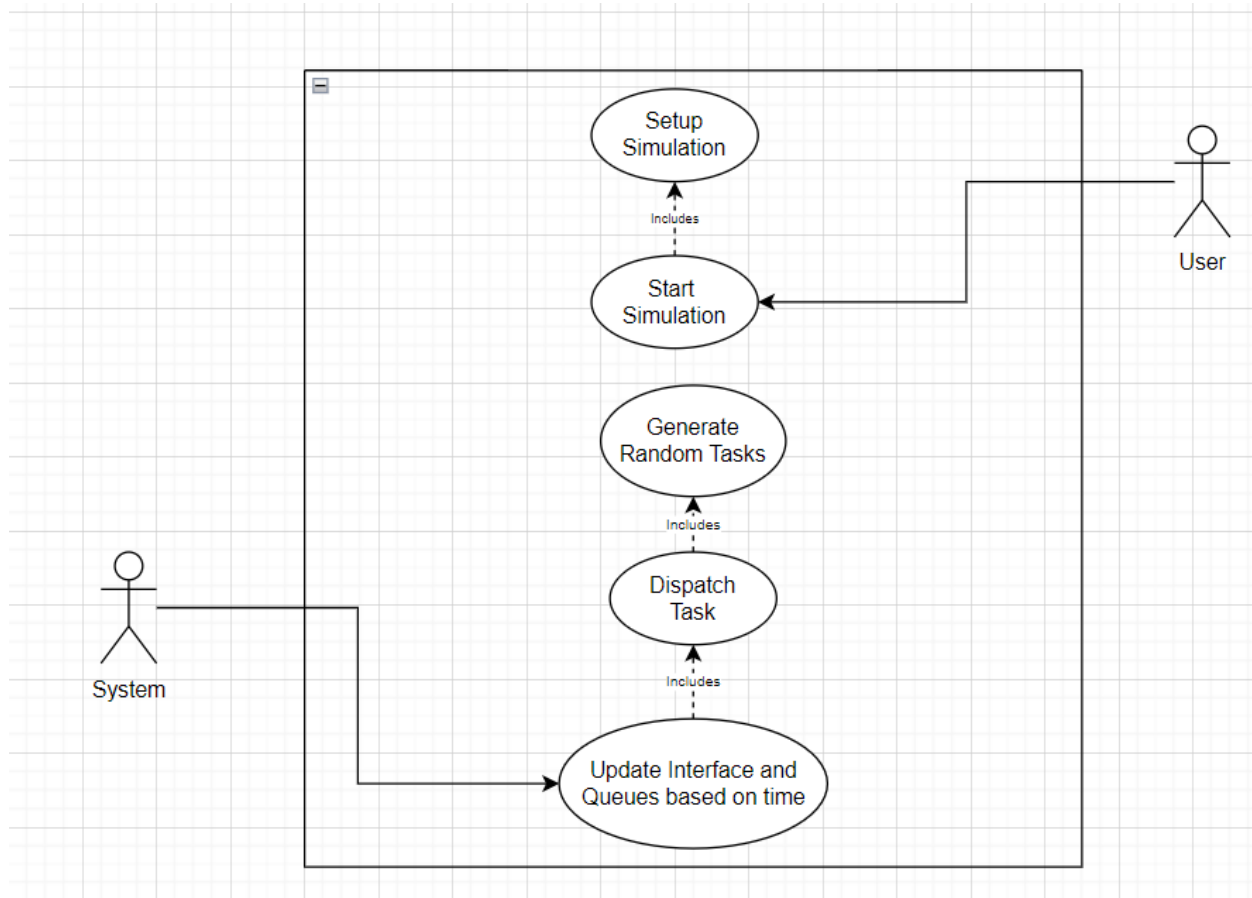 Setup
Simulation
Includes
Start
Simulation
User
Generate
Random Tasks
Includes
Dispatch
Task
Includes
System
Update Interface and
Queues based on time